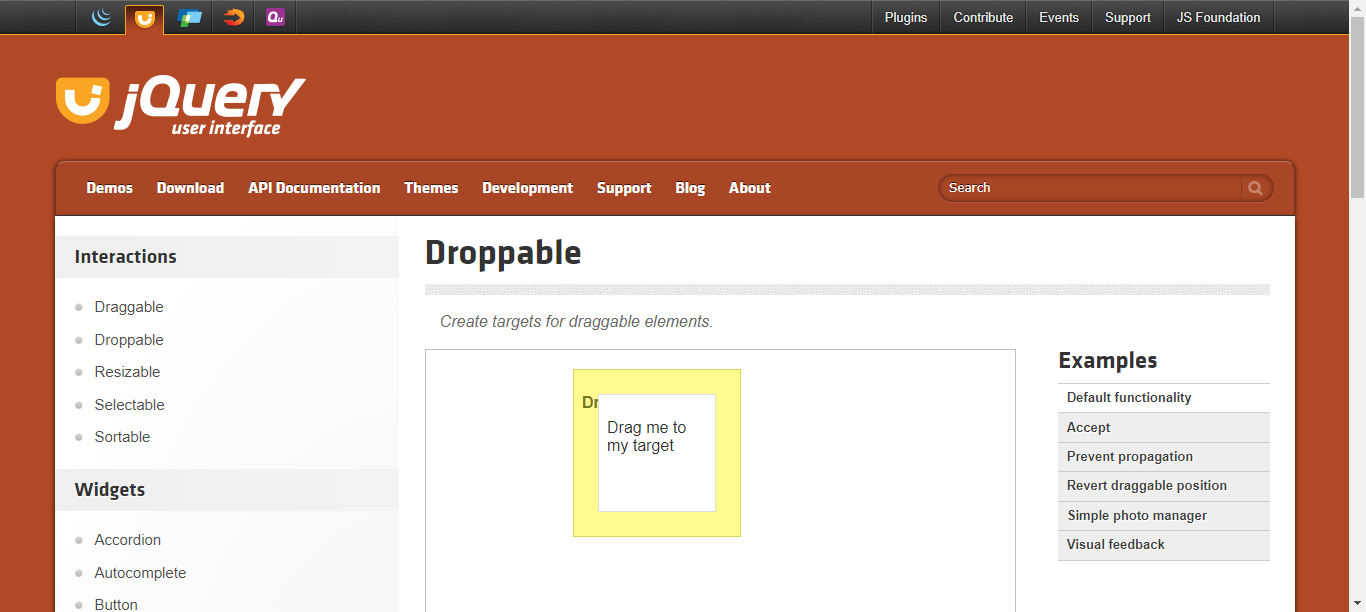 Qu
Plugins
Contribute
Events
Support
JS Foundation
jQuery
user interface
Demos
Download
API Documentation
Themes
Development
Support
Blog
About
Search
Interactions
Draggable
Droppable
Resizable
Selectable
Sortable
Widgets
Accordion
Autocomplete
Button
Droppable
Create targets for draggable elements.
Dr
Drag me to
my target
Examples
Default functionality
Accept
Prevent propagation
Revert draggable position
Simple photo manager
Visual feedback